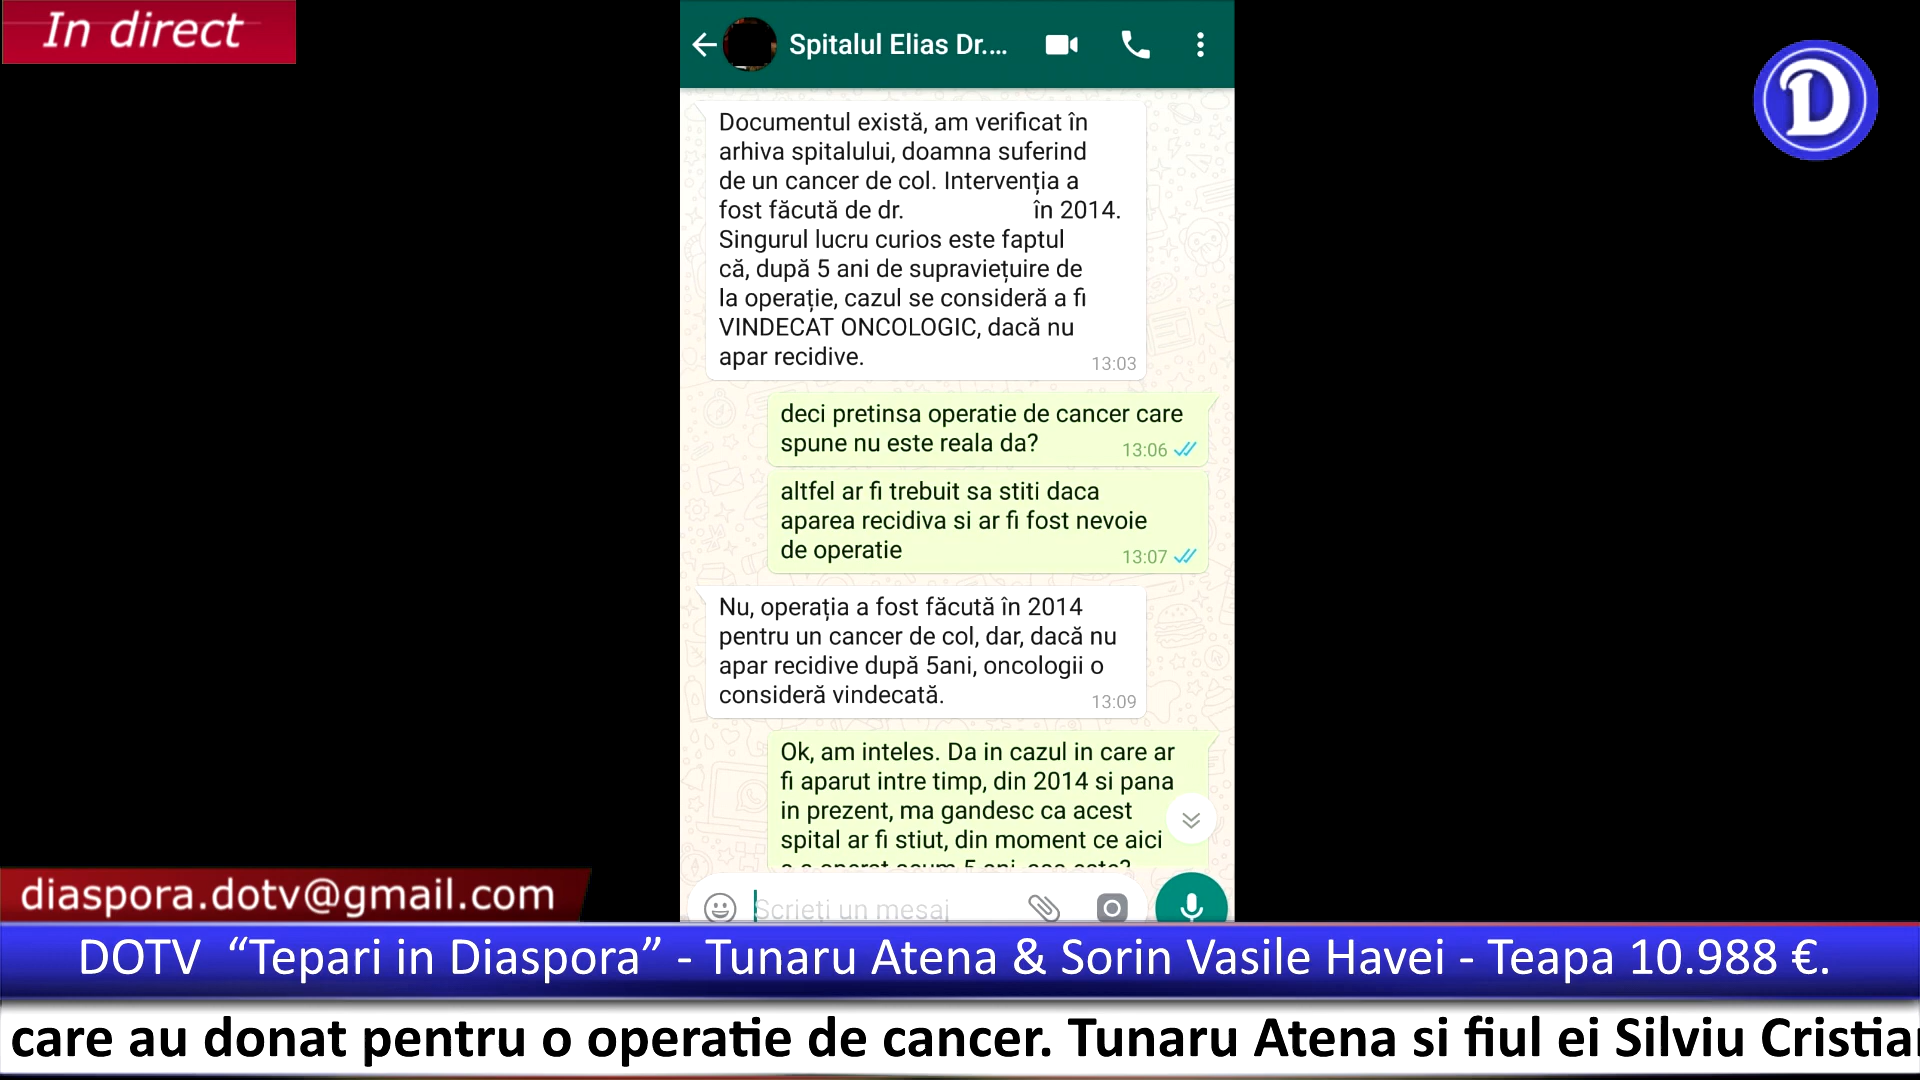 In direct
Spitalul Elias Dr....
D
Documentul există, am verificat în
arhiva spitalului, doamna suferind
de un cancer de col. Intervenția a
fost făcută de dr. în 2014.
Singurul lucru curios este faptul
că, după 5 ani de supraviețuire de
la operație, cazul se consideră a fi
VINDECAT ONCOLOGIC, dacă nu
apar recidive.
13:03
deci pretinsa operatie de cancer care
spune nu este reala da?
13:06
altfel ar fi trebuit sa stiti daca
aparea recidiva si ar fi fost nevoie
de operatie
13:07
Nu, operația a fost făcută în 2014
pentru un cancer de col, dar, dacă nu
apar recidive după 5ani, oncologii o
consideră vindecată.
13:09
Ok, am inteles. Da in cazul in care ar
fi aparut intre timp, din 2014 si pana
in prezent, ma gandesc ca acest
spital ar fi stiut, din moment ce aici
Scrieți un mesaj
diaspora.dotv@gmail.com
DOTV “Tepari in Diaspora” - Tunaru Atena & Sorin Vasile Havei - Teapa 10.988 €.
care au donat pentru o operatie de cancer. Tunaru Atena si fiul ei Silviu Cristian